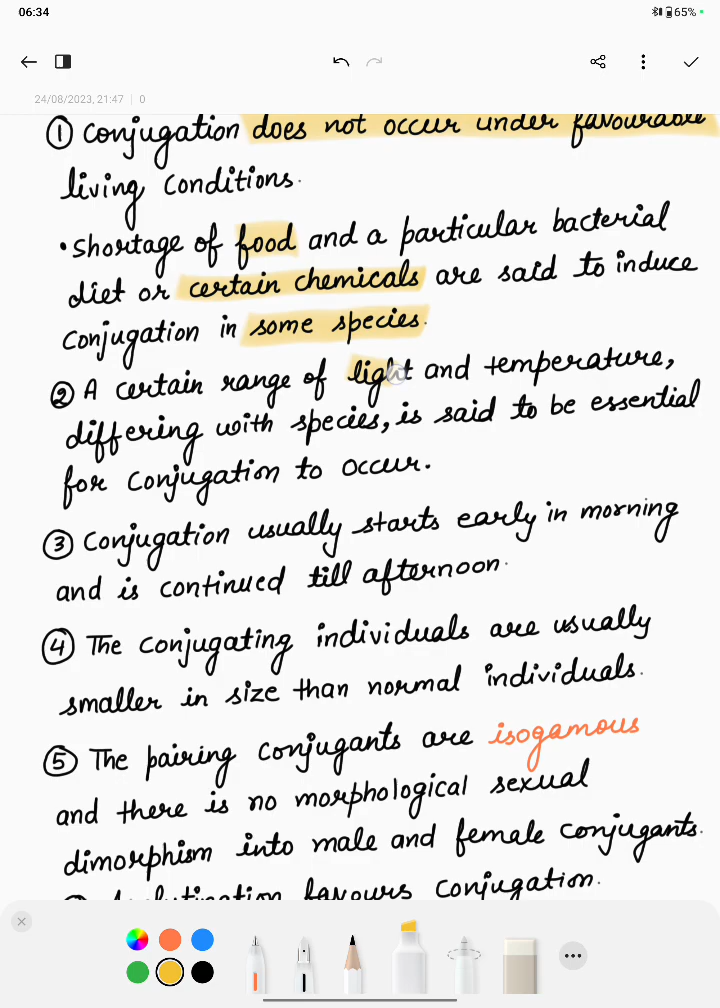 06:34
65%
24/08/2023, 21:47 | 0
① Conjugation does not occur under favourable
living conditions.
• Shortage of food and a particular bacterial
diet or certain chemicals are said to induce
Conjugation in some species.
② A certain range of light and temperature,
differing with species, is said to be essential
for Conjugation to occur.
③ Conjugation usually starts early in morning
and is continued till afternoon.
④ The Conjugating individuals are usually
smaller in size than normal individuals.
⑤ The pairing Conjugants are isogamous
and there is no morphological sexual
dimorphism into male and female conjugants.
favours Conjugation.